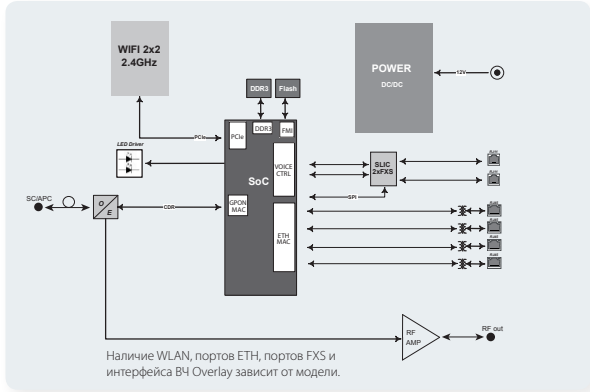 WIFI 2x2
2.4GHz
POWER
DC/DC
12V
DDR3
Flash
PCIe
DDR3
FMI
LED Driver
PCIe
SoC
VOICE
CTRL
SLIC
2xFXS
SPI
SC/APC
O
E
CDR
GPON
MAC
ETH
MAC
RF
AMP
RF out
Наличие WLAN, портов ETH, портов FXS и
интерфейса ВЧ Overlay зависит от модели.